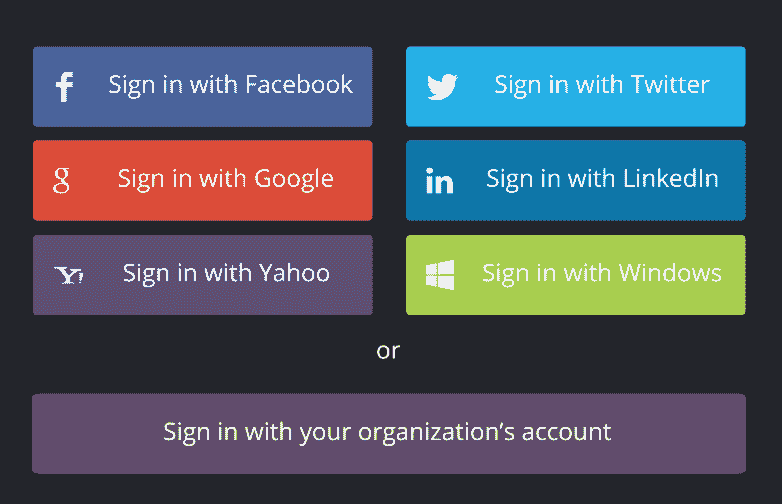 Sign in with Facebook
Sign in with Twitter
Sign in with Google
Sign in with LinkedIn
Sign in with Yahoo
Sign in with Windows
or
Sign in with your organization's account